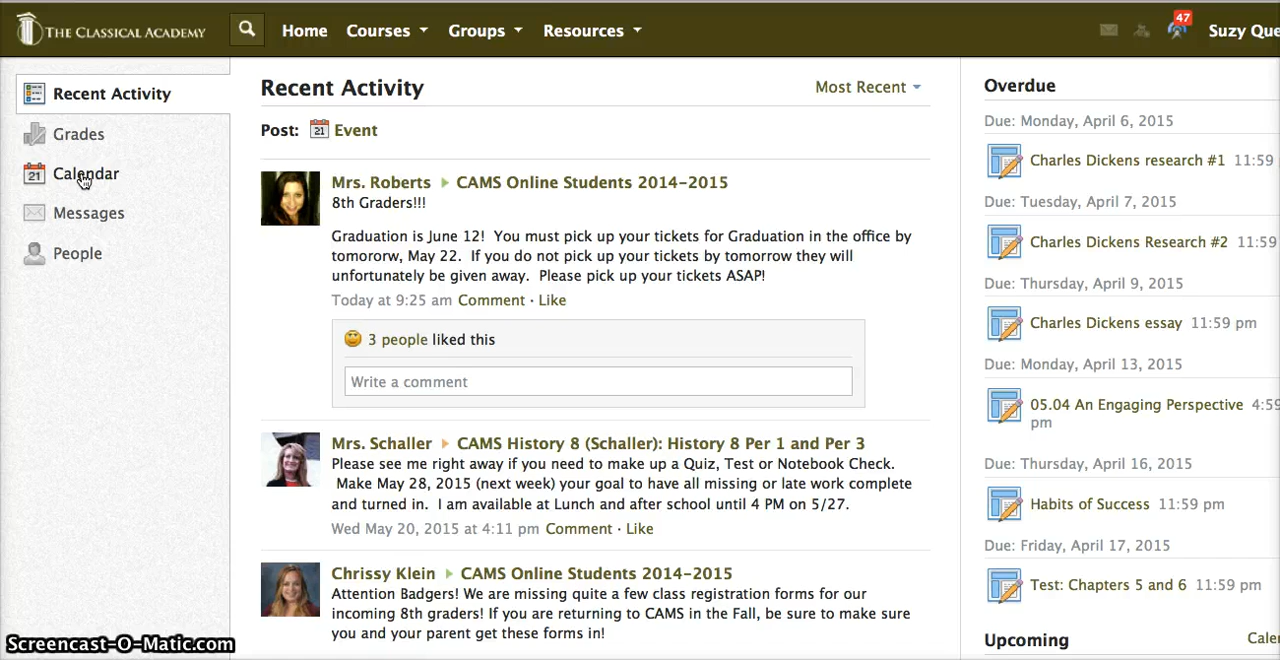 THE CLASSICAL ACADEMY
Home
Courses
Groups
Resources
47
Suzy Que
Recent Activity
Grades
21 Calendar
Messages
People
Recent Activity
Most Recent
Post: 21 Event
Mrs. Roberts CAMS Online Students 2014-2015
8th Graders!!!
Graduation is June 12! You must pick up your tickets for Graduation in the office by
tomororw, May 22. If you do not pick up your tickets by tomorrow they will
unfortunately be given away. Please pick up your tickets ASAP!
Today at 9:25 am Comment · Like
3 people liked this
Write a comment
Mrs. Schaller CAMS History 8 (Schaller): History 8 Per 1 and Per 3
Please see me right away if you need to make up a Quiz, Test or Notebook Check.
Make May 28, 2015 (next week) your goal to have all missing or late work complete
and turned in. I am available at Lunch and after school until 4 PM on 5/27.
Wed May 20, 2015 at 4:11 pm Comment · Like
Chrissy Klein CAMS Online Students 2014-2015
Attention Badgers! We are missing quite a few class registration forms for our
incoming 8th graders! If you are returning to CAMS in the Fall, be sure to make sure
you and your parent get these forms in!
Overdue
Due: Monday, April 6, 2015
Charles Dickens research #1 11:59
Due: Tuesday, April 7, 2015
Charles Dickens Research #2 11:59
Due: Thursday, April 9, 2015
Charles Dickens essay 11:59 pm
Due: Monday, April 13, 2015
05.04 An Engaging Perspective 4:59
pm
Due: Thursday, April 16, 2015
Habits of Success 11:59 pm
Due: Friday, April 17, 2015
Test: Chapters 5 and 6 11:59 pm
Upcoming
Caler
Screencast-O-Matic.com